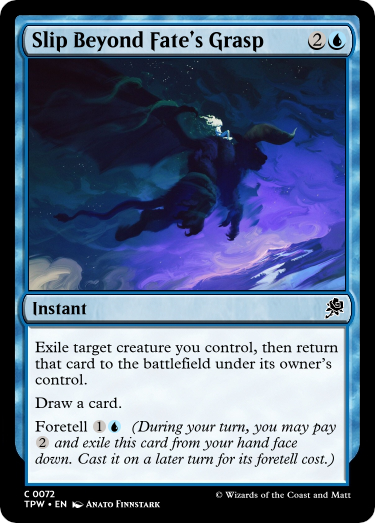 Slip Beyond Fate's Grasp 2
Instant
Exile target creature you control, then return
that card to the battlefield under its owner's
control.
Draw a card.
Foretell 1 (During your turn, you may pay
2 and exile this card from your hand face
down. Cast it on a later turn for its foretell cost.)
C 0072
TPW • EN Anato Finnstark
© Wizards of the Coast and Matt